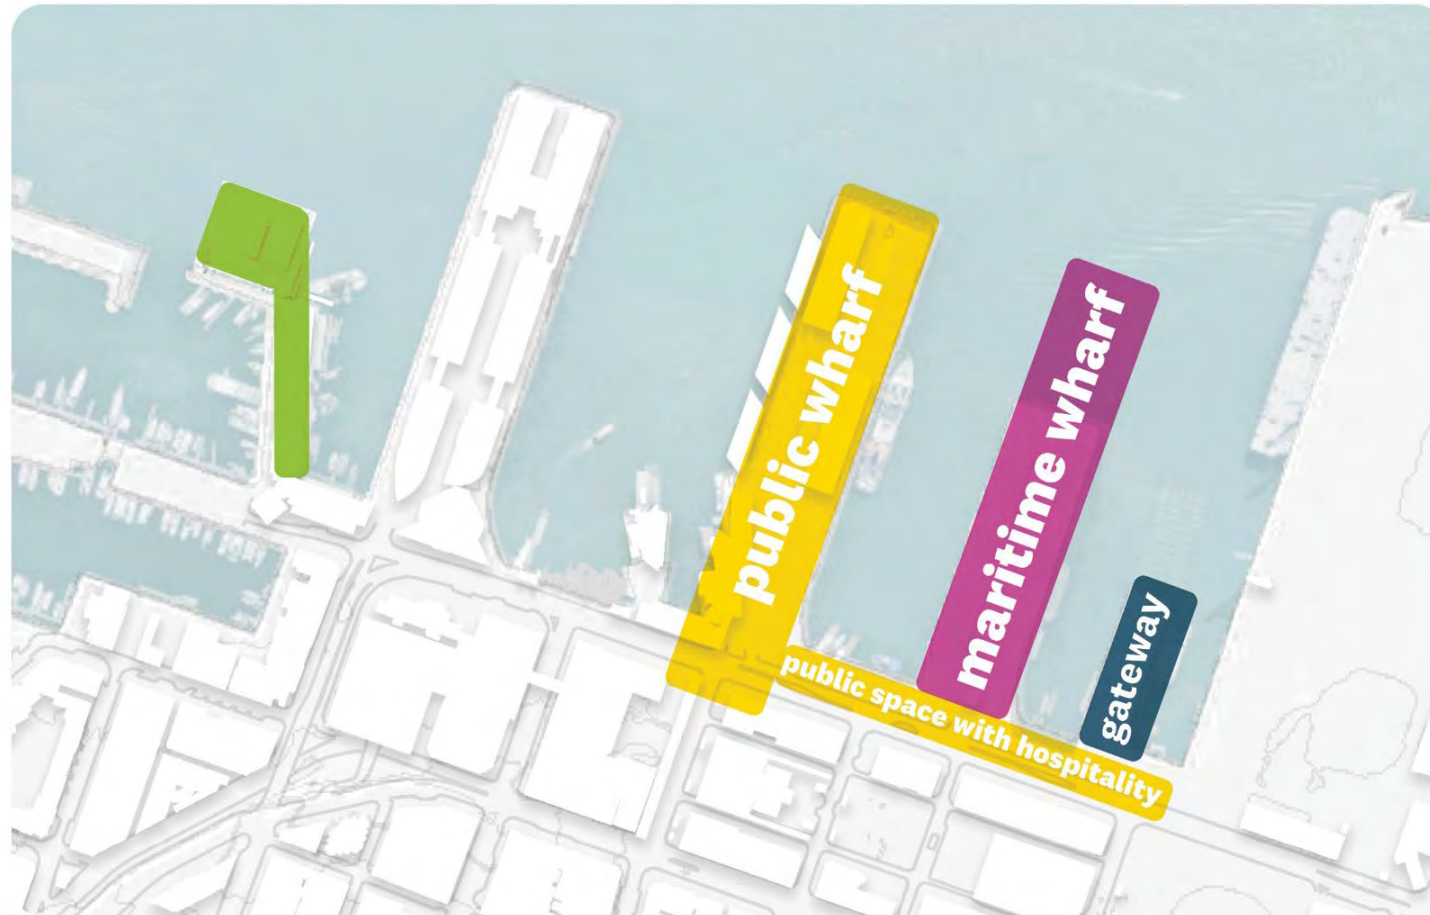 public wharf
maritime wharf
gateway
public space with hospitality